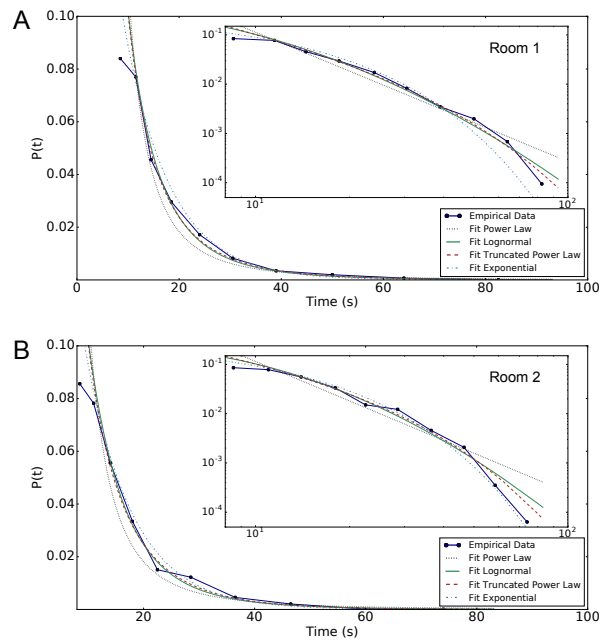 A
0.10
0.08
0.06
0.04
0.02
P(t)
0
20
40
60
80
100
Time (s)
Room 1
10⁻¹
10⁻²
10⁻³
10⁻⁴
10¹
10²
Empirical Data
Fit Power Law
Fit Lognormal
Fit Truncated Power Law
Fit Exponential
B
0.10
0.08
0.06
0.04
0.02
P(t)
20
40
60
80
100
Time (s)
Room 2
10⁻¹
10⁻²
10⁻³
10⁻⁴
10¹
10²
Empirical Data
Fit Power Law
Fit Lognormal
Fit Truncated Power Law
Fit Exponential